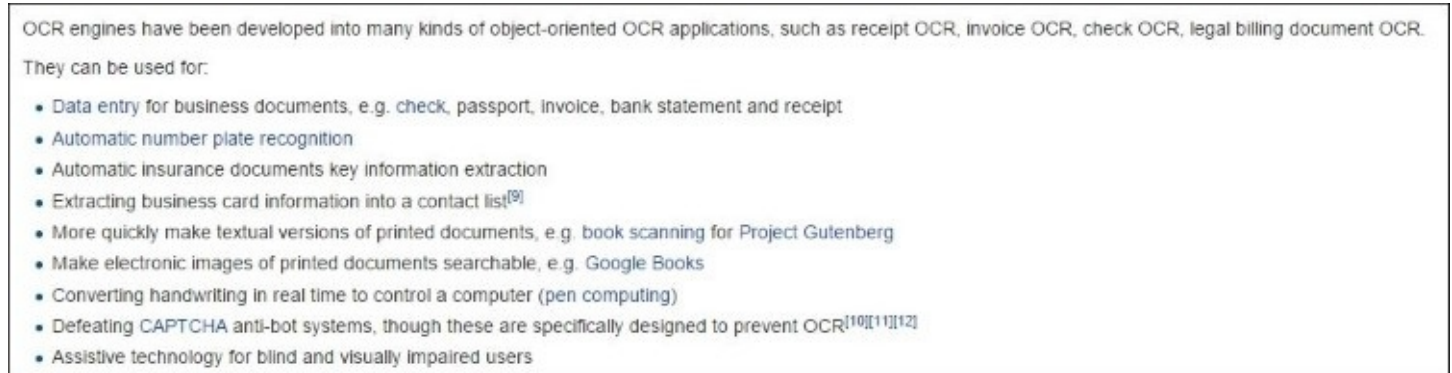 OCR engines have been developed into many kinds of object-oriented OCR applications, such as receipt OCR, invoice OCR, check OCR, legal billing document OCR.
They can be used for:
• Data entry for business documents, e.g. check, passport, invoice, bank statement and receipt
• Automatic number plate recognition
• Automatic insurance documents key information extraction
• Extracting business card information into a contact list[9]
• More quickly make textual versions of printed documents, e.g. book scanning for Project Gutenberg
• Make electronic images of printed documents searchable, e.g. Google Books
• Converting handwriting in real time to control a computer (pen computing)
• Defeating CAPTCHA anti-bot systems, though these are specifically designed to prevent OCR[10][11][12]
• Assistive technology for blind and visually impaired users